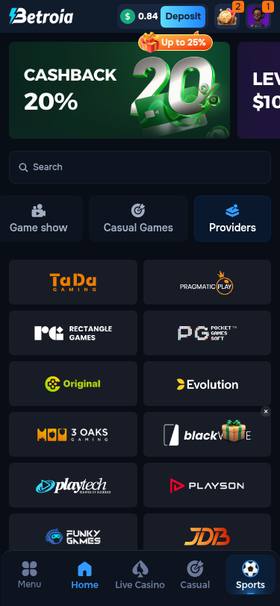 Betroia
$ 0.84 Deposit
2
1
Up to 25%
CASHBACK
20%
20
LEV
$10
Search
Game show
Casual Games
Providers
TaDa
GAMING
PRAGMATIC PLAY
RECTANGLE
GAMES
PG POCKET
GAMES
SOFT
Original
Evolution
3 OAKS
GAMING
playtech
PLAYSON
FUNKY
GAMES
JDB
Menu
Home
Live Casino
Casual
Sports